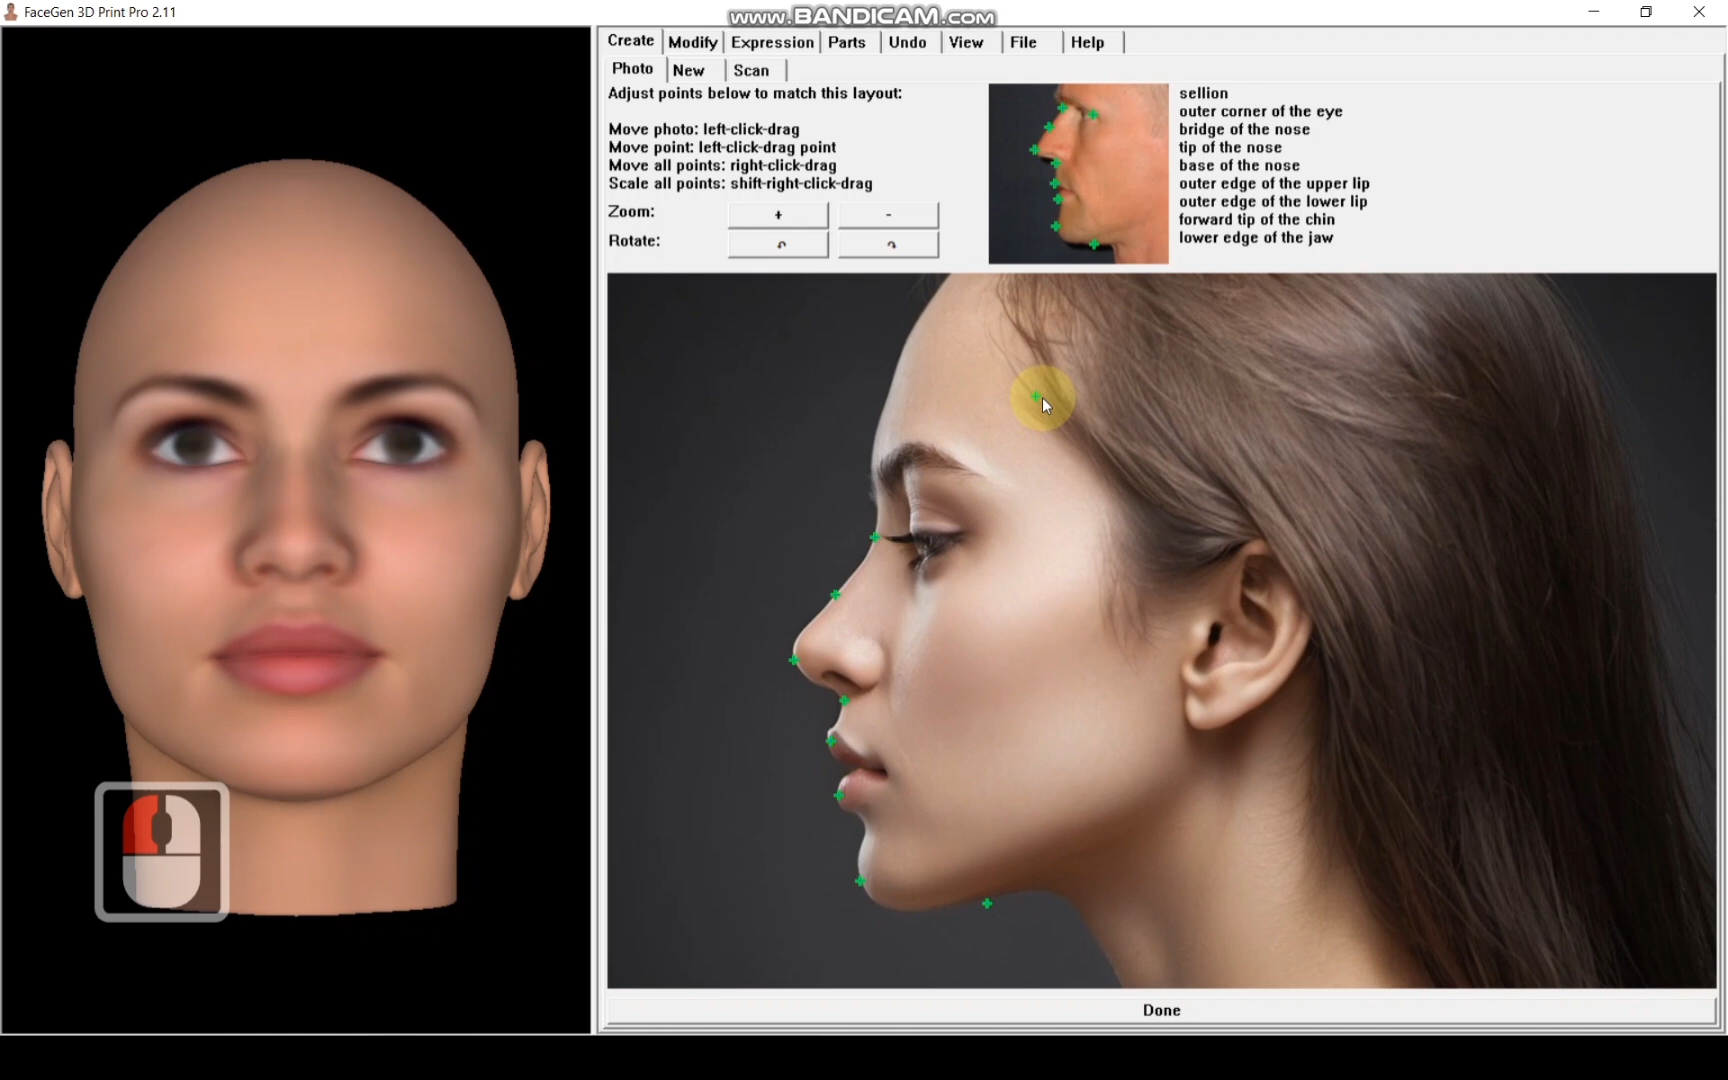 FaceGen 3D Print Pro 2.11
www.BANDICAM.com
Create Modify Expression Parts Undo View File Help
Photo New Scan
Adjust points below to match this layout:
Move photo: left-click-drag
Move point: left-click-drag point
Move all points: right-click-drag
Scale all points: shift-right-click-drag
Zoom: + -
Rotate:
sellion
outer corner of the eye
bridge of the nose
tip of the nose
base of the nose
outer edge of the upper lip
outer edge of the lower lip
forward tip of the chin
lower edge of the jaw
Done